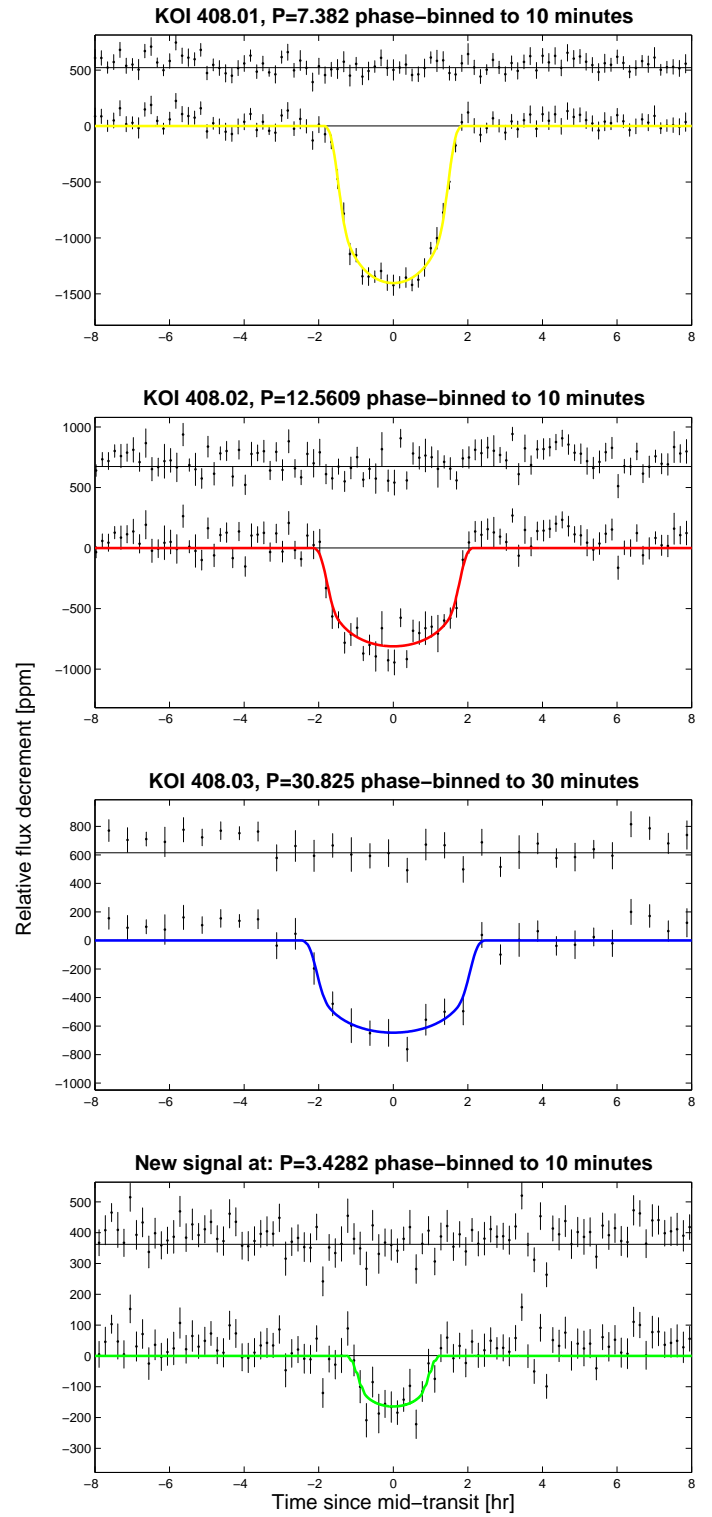 KOI 408.01, P=7.382 phase−binned to 10 minutes
500
0
−500
−1000
−1500
−8 −6 −4 −2 0 2 4 6 8
KOI 408.02, P=12.5609 phase−binned to 10 minutes
1000
500
0
−500
−1000
−8 −6 −4 −2 0 2 4 6 8
Relative flux decrement [ppm]
KOI 408.03, P=30.825 phase−binned to 30 minutes
800
600
400
200
0
−200
−400
−600
−800
−1000
−8 −6 −4 −2 0 2 4 6 8
New signal at: P=3.4282 phase−binned to 10 minutes
500
400
300
200
100
0
−100
−200
−300
−8 −6 −4 −2 0 2 4 6 8
Time since mid−transit [hr]